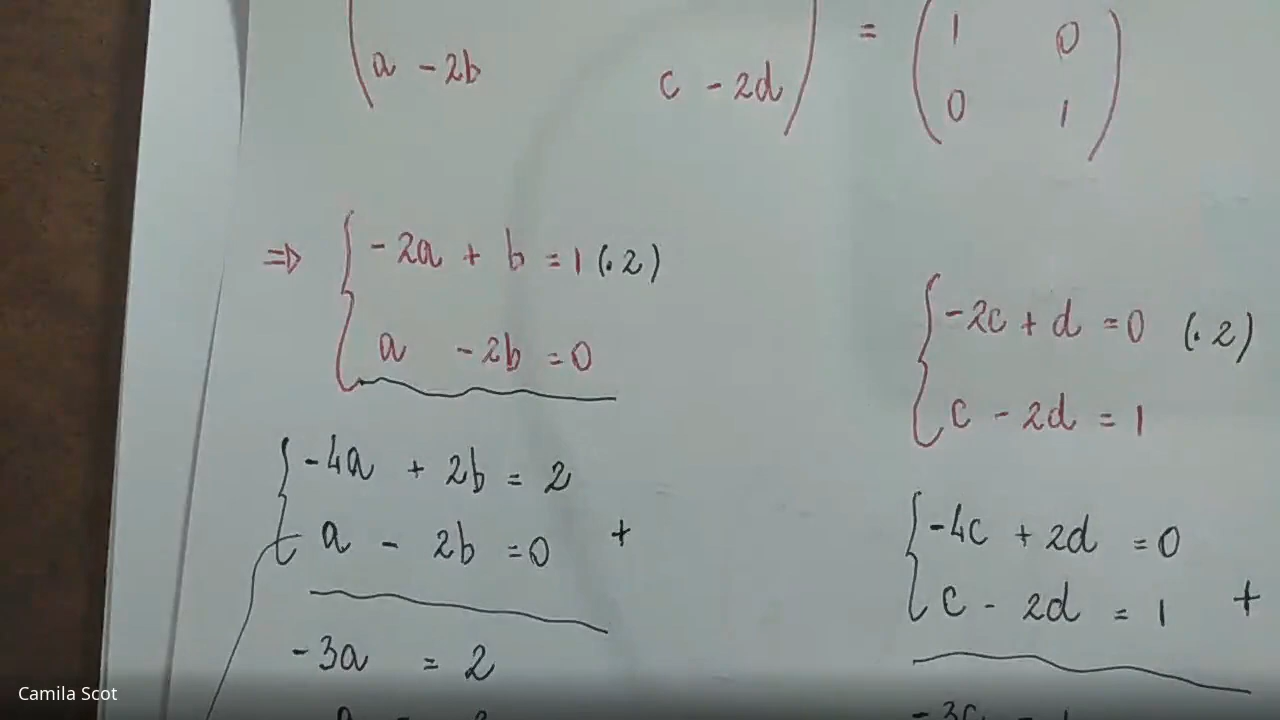 = ( 1 0
( a - 2b c - 2d ) 0 1 )
⇒ { -2a + b = 1 (·2)
a - 2b = 0
{ -2c + d = 0 (·2)
c - 2d = 1
{ -4a + 2b = 2
a - 2b = 0 +
-3a = 2
{ -4c + 2d = 0
c - 2d = 1 +
Camila Scot